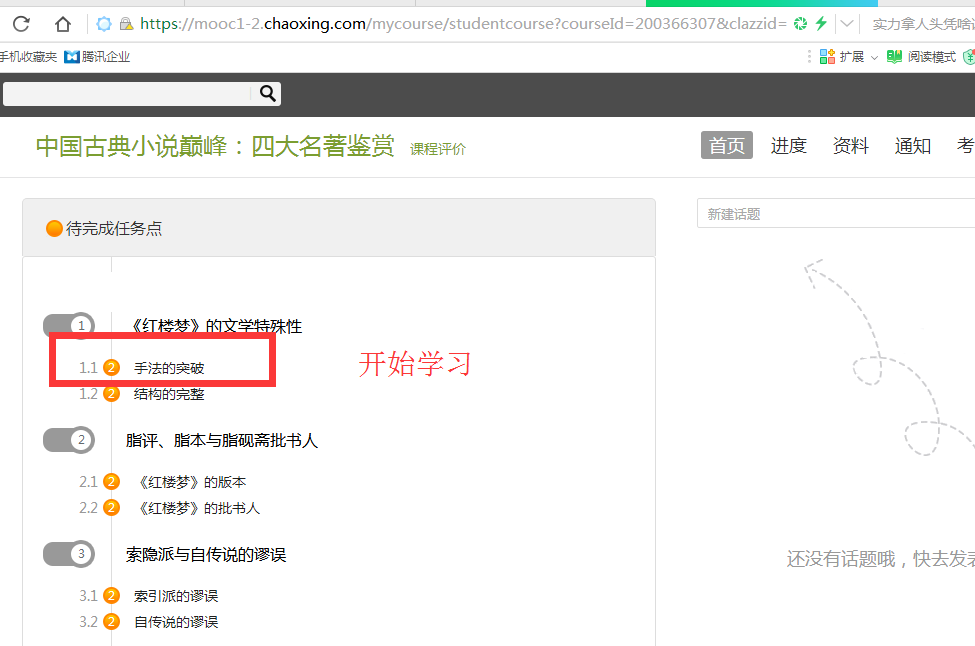 https://mooc1-2.chaoxing.com/mycourse/studentcourse?courseId=200366307&clazzid=
实力拿人头凭啥
手机收藏夹 腾讯企业 扩展 阅读模式
中国古典小说巅峰：四大名著鉴赏 课程评价
首页 进度 资料 通知 考
待完成任务点
新建话题
1 《红楼梦》的文学特殊性
1.1 2 手法的突破
开始学习
1.2 2 结构的完整
2 脂评、脂本与脂砚斋批书人
2.1 2 《红楼梦》的版本
2.2 2 《红楼梦》的批书人
3 索隐派与自传说的谬误
还没有话题哦，快去发表
3.1 2 索引派的谬误
3.2 2 自传说的谬误